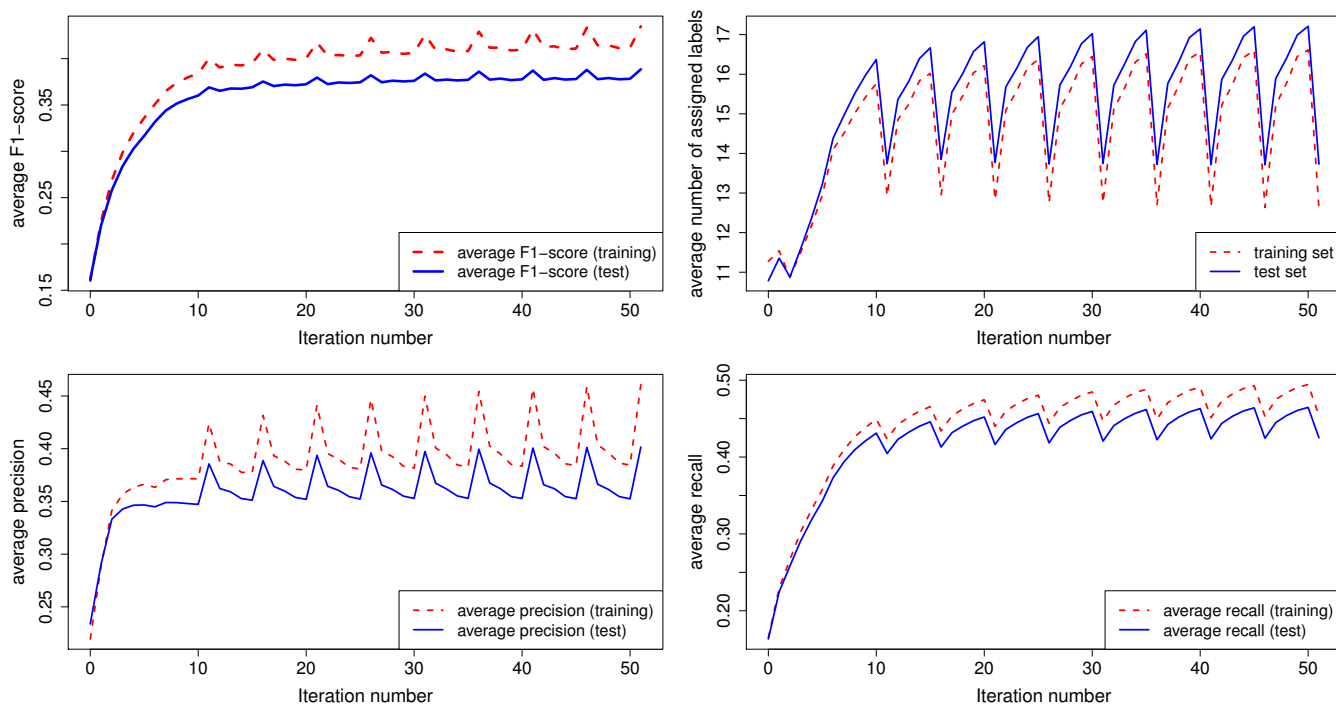 average F1−score
0.15
0.25
0.35
0
10
20
30
40
50
Iteration number
average F1−score (training)
average F1−score (test)
average number of assigned labels
11
12
13
14
15
16
17
0
10
20
30
40
50
Iteration number
training set
test set
average precision
0.25
0.30
0.35
0.40
0.45
0
10
20
30
40
50
Iteration number
average precision (training)
average precision (test)
average recall
0.20
0.30
0.40
0.50
0
10
20
30
40
50
Iteration number
average recall (training)
average recall (test)